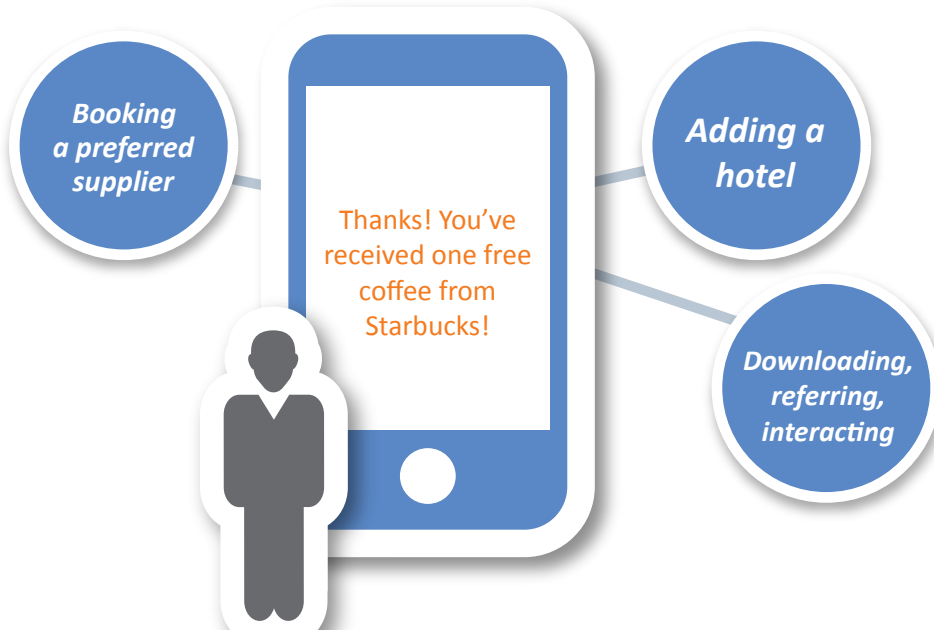 Booking
a preferred
supplier
Thanks! You’ve
received one free
coffee from
Starbucks!
Adding a
hotel
Downloading,
referring,
interacting